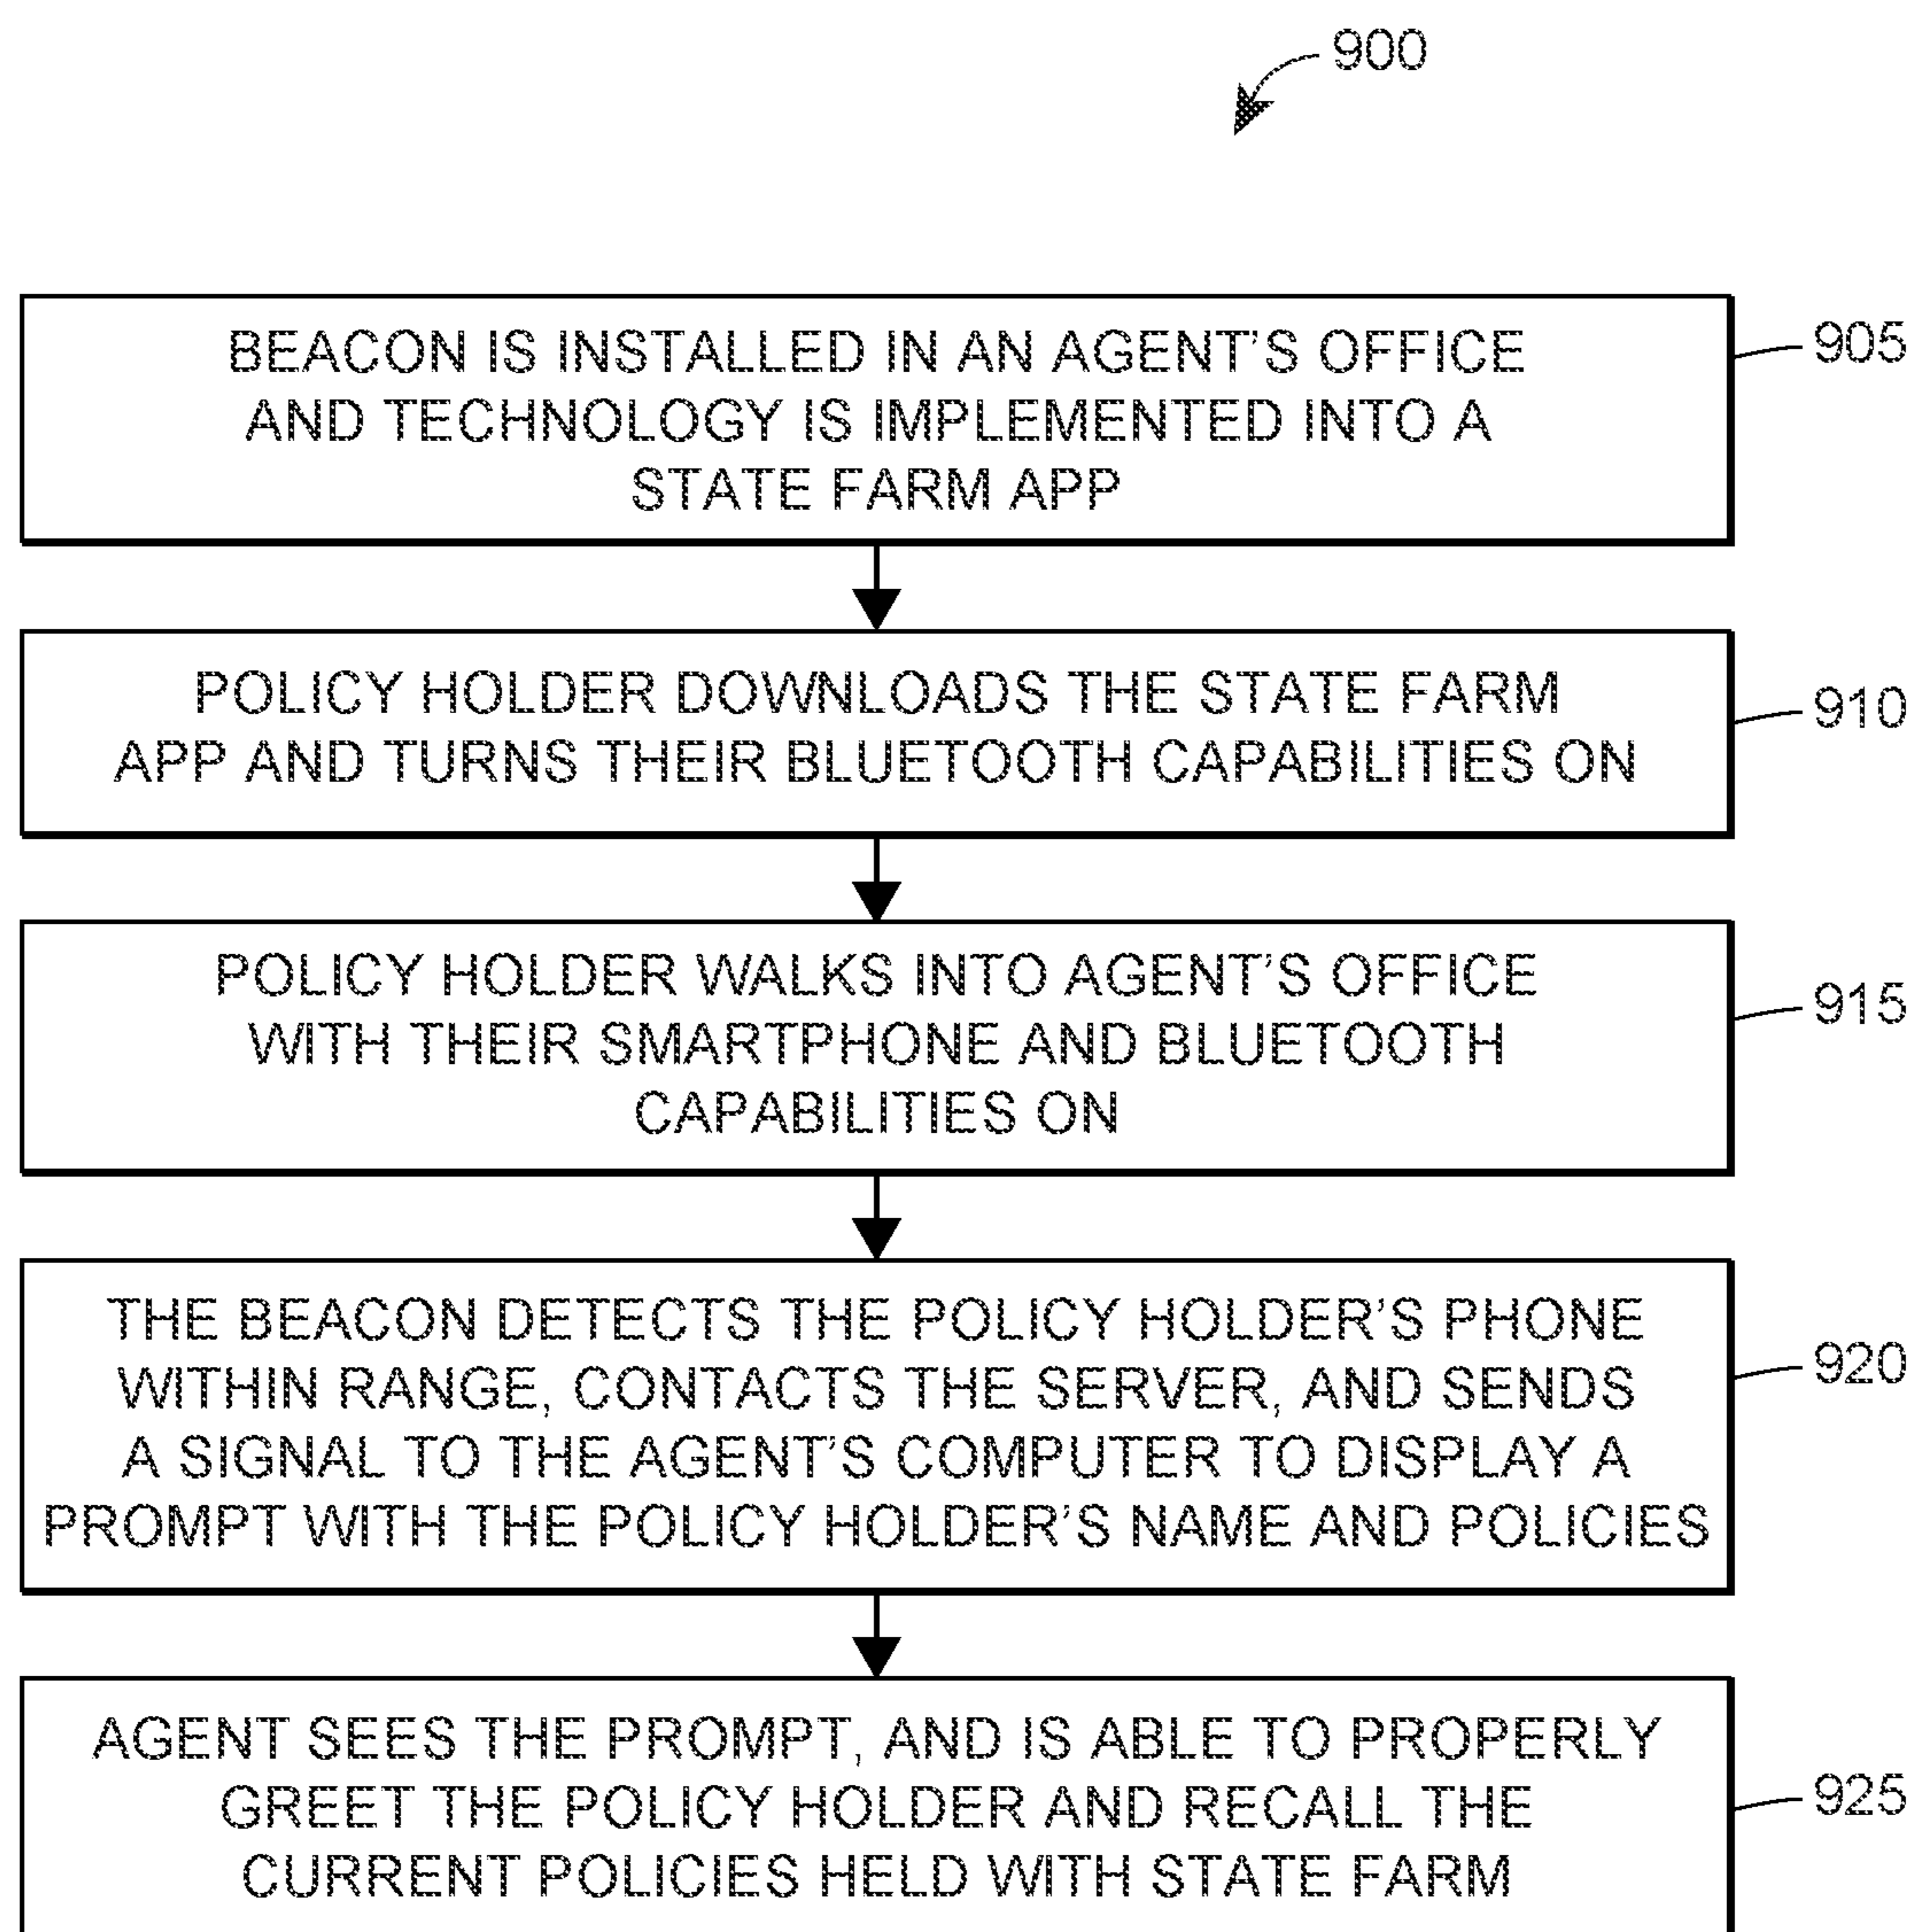 900
BEACON IS INSTALLED IN AN AGENT'S OFFICE
AND TECHNOLOGY IS IMPLEMENTED INTO A
STATE FARM APP
905
POLICY HOLDER DOWNLOADS THE STATE FARM
APP AND TURNS THEIR BLUETOOTH CAPABILITIES ON
910
POLICY HOLDER WALKS INTO AGENT'S OFFICE
WITH THEIR SMARTPHONE AND BLUETOOTH
CAPABILITIES ON
915
THE BEACON DETECTS THE POLICY HOLDER'S PHONE
WITHIN RANGE, CONTACTS THE SERVER, AND SENDS
A SIGNAL TO THE AGENT'S COMPUTER TO DISPLAY A
PROMPT WITH THE POLICY HOLDER'S NAME AND POLICIES
920
AGENT SEES THE PROMPT, AND IS ABLE TO PROPERLY
GREET THE POLICY HOLDER AND RECALL THE
CURRENT POLICIES HELD WITH STATE FARM
925